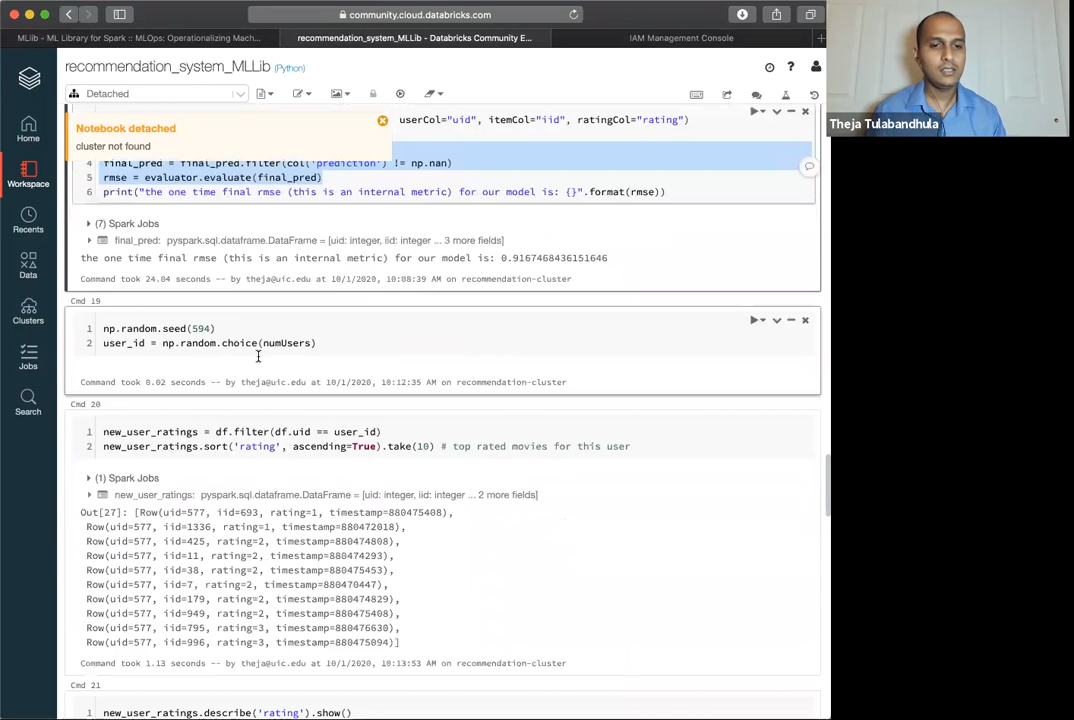 community.cloud.databricks.com
MLlib - ML Library for Spark :: MLOps: Operationalizing Mach...
recommendation_system_MLLib - Databricks Community E...
IAM Management Console
recommendation_system_MLLib (Python)
Detached
Theja Tulabandhula
Home
Workspace
Recents
Data
Clusters
Jobs
Search
Notebook detached
cluster not found
userCol="uid", itemCol="iid", ratingCol="rating")
4 final_pred = final_pred.filter(col('prediction') != np.nan)
5 rmse = evaluator.evaluate(final_pred)
6 print("the one time final rmse (this is an internal metric) for our model is: {}".format(rmse))
(7) Spark Jobs
final_pred: pyspark.sql.dataframe.DataFrame = [uid: integer, iid: integer ... 3 more fields]
the one time final rmse (this is an internal metric) for our model is: 0.9167468436151646
Command took 24.04 seconds -- by theja@uic.edu at 10/1/2020, 10:08:39 AM on recommendation-cluster
Cmd 19
1 np.random.seed(594)
2 user_id = np.random.choice(numUsers)
Command took 0.02 seconds -- by theja@uic.edu at 10/1/2020, 10:12:35 AM on recommendation-cluster
Cmd 20
1 new_user_ratings = df.filter(df.uid == user_id)
2 new_user_ratings.sort('rating', ascending=True).take(10) # top rated movies for this user
(1) Spark Jobs
new_user_ratings: pyspark.sql.dataframe.DataFrame = [uid: integer, iid: integer ... 2 more fields]
Out[27]: [Row(uid=577, iid=693, rating=1, timestamp=880475408),
Row(uid=577, iid=1336, rating=1, timestamp=880472018),
Row(uid=577, iid=425, rating=2, timestamp=880474808),
Row(uid=577, iid=11, rating=2, timestamp=880474293),
Row(uid=577, iid=38, rating=2, timestamp=880475453),
Row(uid=577, iid=7, rating=2, timestamp=880470447),
Row(uid=577, iid=179, rating=2, timestamp=880474829),
Row(uid=577, iid=949, rating=2, timestamp=880475408),
Row(uid=577, iid=795, rating=3, timestamp=880476630),
Row(uid=577, iid=996, rating=3, timestamp=880475094)]
Command took 1.13 seconds -- by theja@uic.edu at 10/1/2020, 10:13:53 AM on recommendation-cluster
Cmd 21
1 new_user_ratings.describe('rating').show()